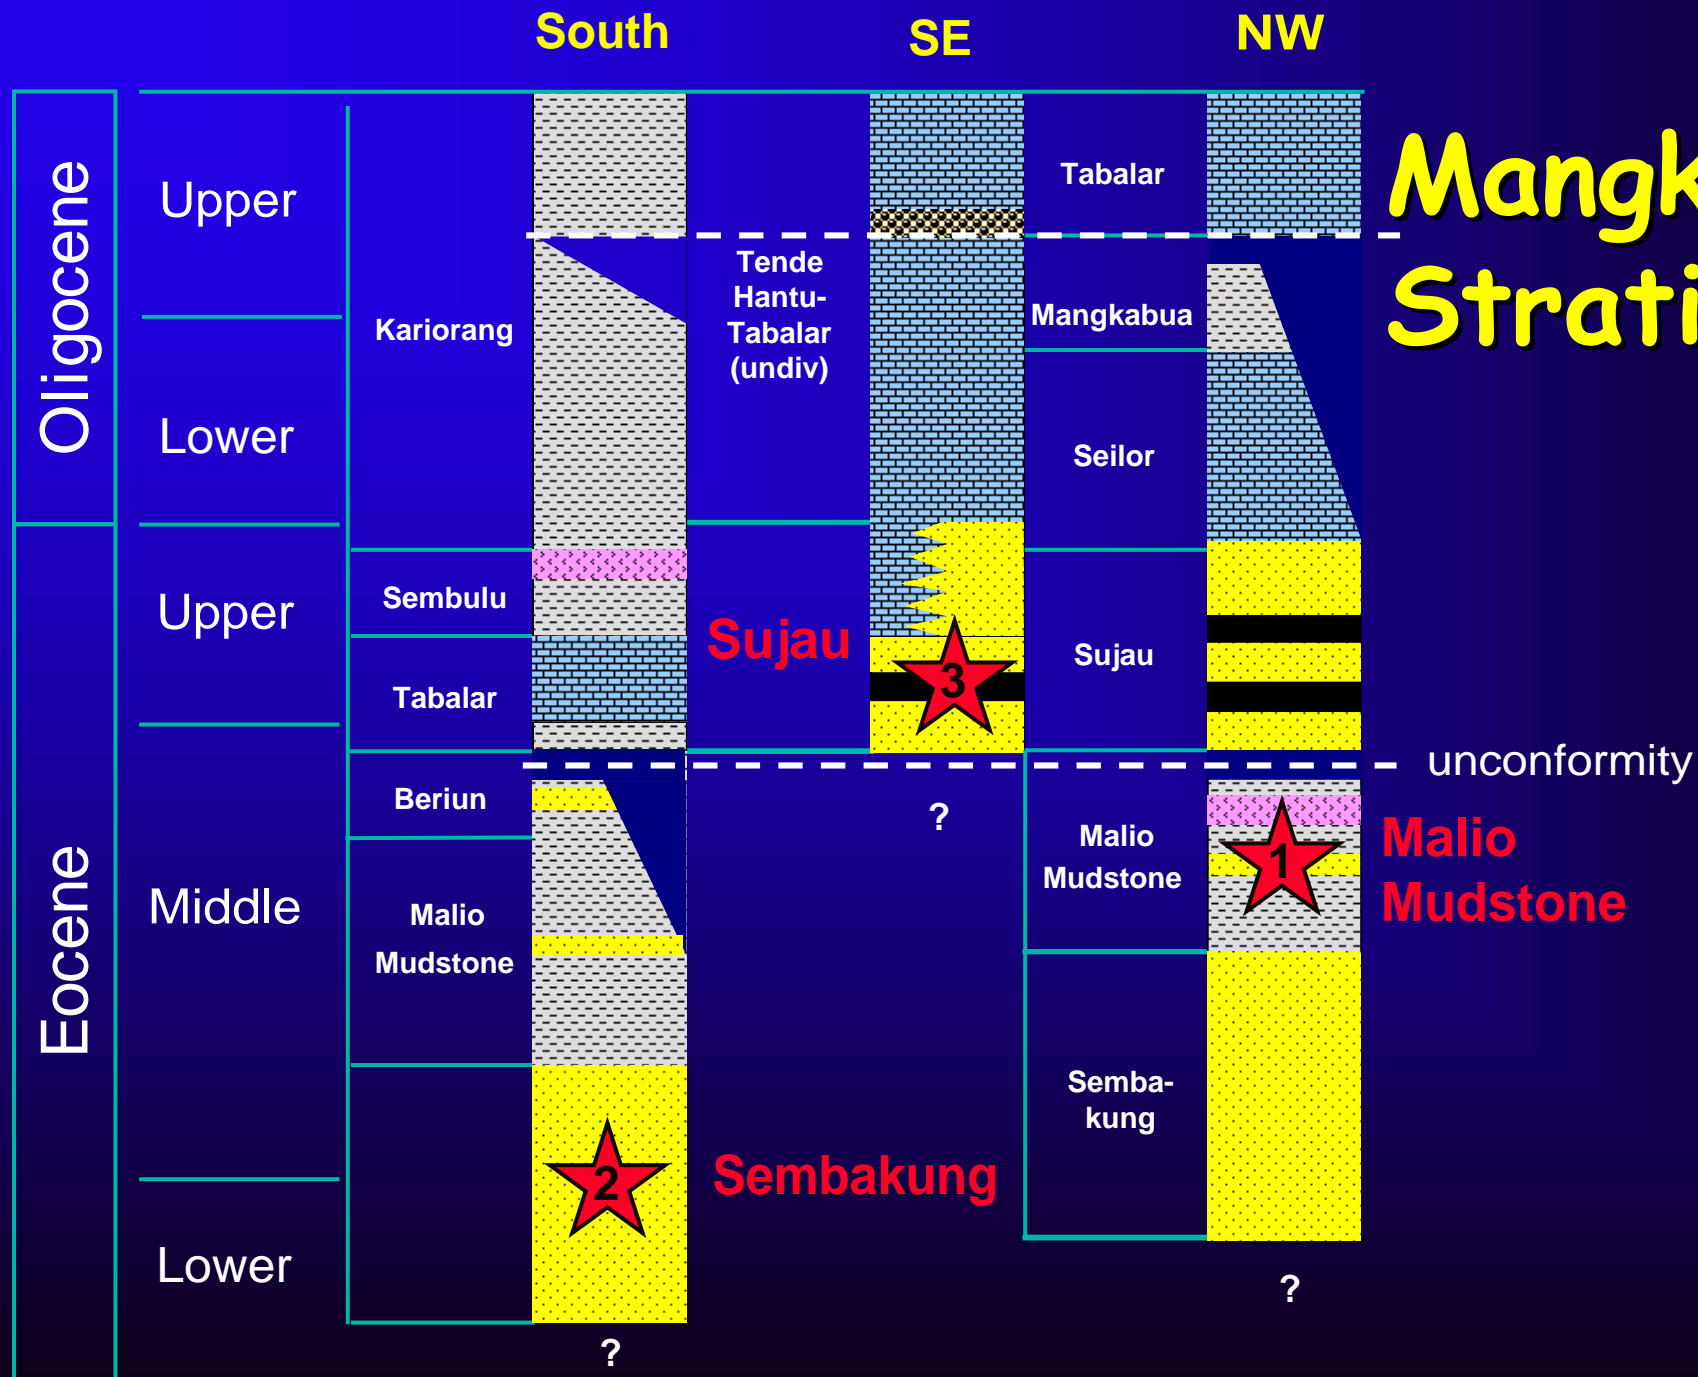 South
SE
NW
Mangk
Strati
Oligocene
Upper
Lower
Eocene
Upper
Middle
Lower
Kariorang
Sembulu
Tabalar
Beriun
Malio
Mudstone
2
?
Tende
Hantu-
Tabalar
(undiv)
Sujau
Sembakung
3
?
Tabalar
Mangkabua
Seilor
Sujau
Malio
Mudstone
Semba-
kung
1
?
unconformity
Malio
Mudstone